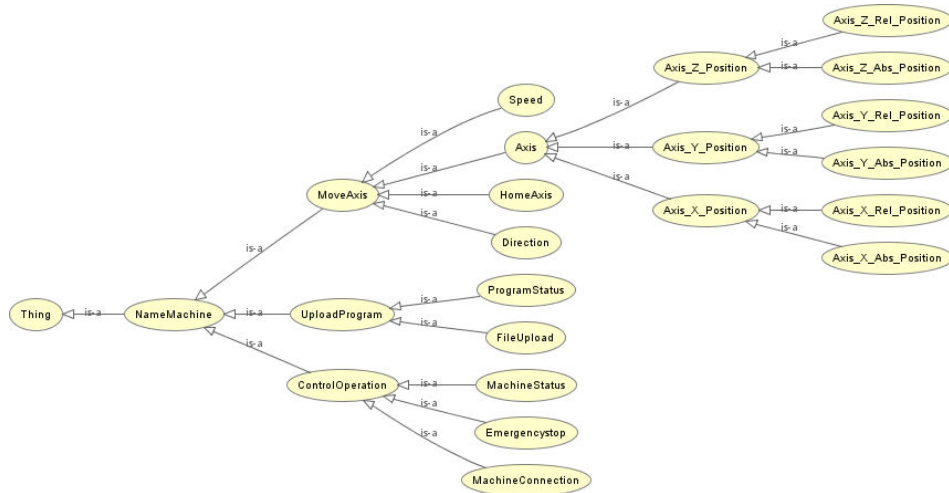 Axis_Z_Rel_Position
is-a
Axis_Z_Position
is-a
Axis_Z_Abs_Position
Speed
is-a
Axis_Y_Rel_Position
is-a
is-a
Axis
is-a
Axis_Y_Position
is-a
Axis_Y_Abs_Position
is-a
is-a
MoveAxis
is-a
HomeAxis
Axis_X_Position
is-a
Axis_X_Rel_Position
is-a
is-a
Direction
is-a
Axis_X_Abs_Position
ProgramStatus
is-a
Thing
is-a
NameMachine
is-a
UploadProgram
is-a
FileUpload
is-a
ControlOperation
is-a
MachineStatus
is-a
Emergencystop
is-a
MachineConnection